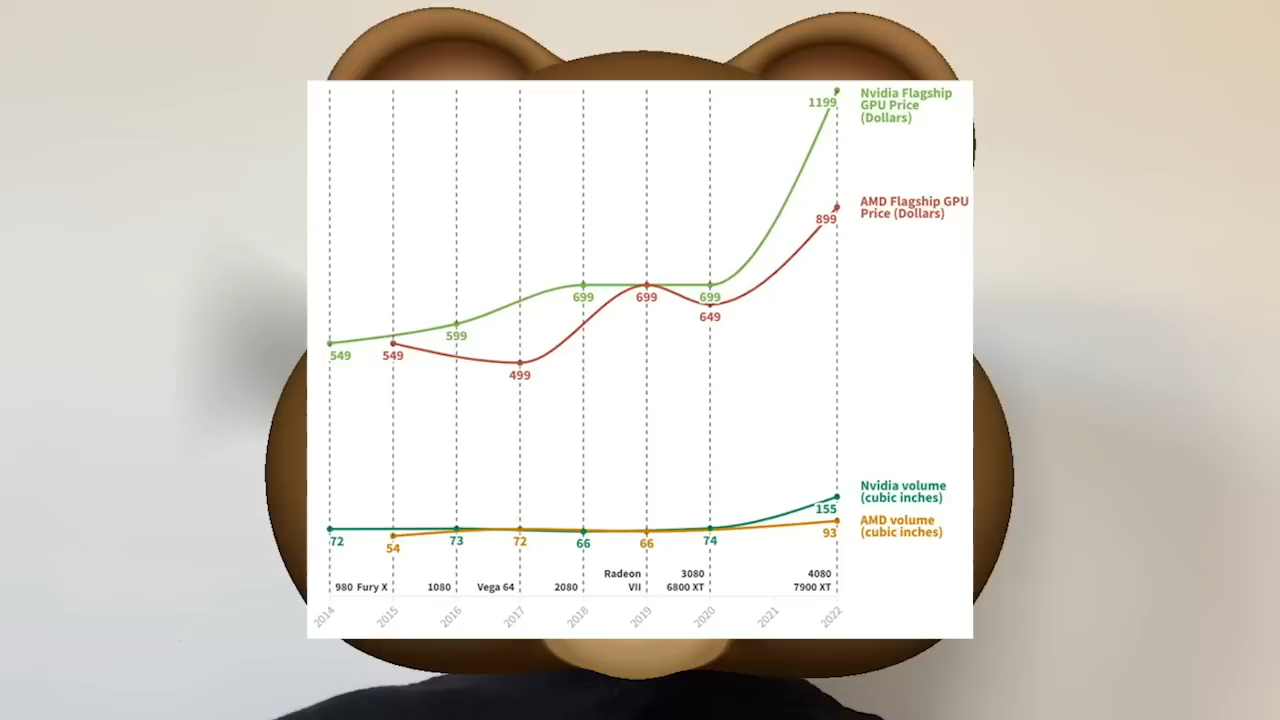 1199
Nvidia Flagship
GPU Price
(Dollars)
AMD Flagship GPU
Price (Dollars)
899
699
699
699
649
599
549
549
499
Nvidia volume
(cubic inches)
155
AMD volume
(cubic inches)
93
72
54
73
72
66
66
74
Radeon
3080
4080
980
Fury X
1080
Vega 64
2080
VII
6800 XT
7900 XT
2014
2015
2016
2017
2018
2019
2020
2021
2022